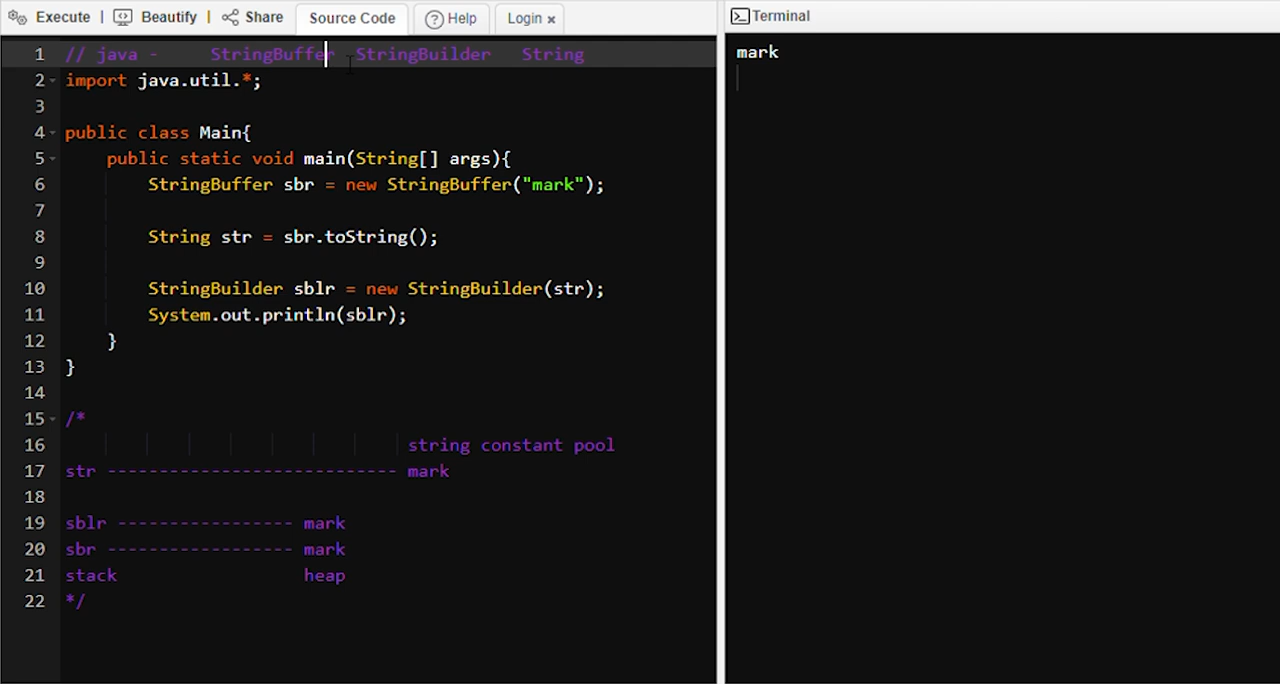 Execute | Beautify | Share Source Code Help Login × Terminal
1 // java - StringBuffer StringBuilder String
mark
2 import java.util.*;
3
4 public class Main{
5 public static void main(String[] args){
6 StringBuffer sbr = new StringBuffer("mark");
7
8 String str = sbr.toString();
9
10 StringBuilder sblr = new StringBuilder(str);
11 System.out.println(sblr);
12 }
13 }
14
15 /*
16 string constant pool
17 str ---------------------------- mark
18
19 sblr ----------------- mark
20 sbr ------------------ mark
21 stack heap
22 */